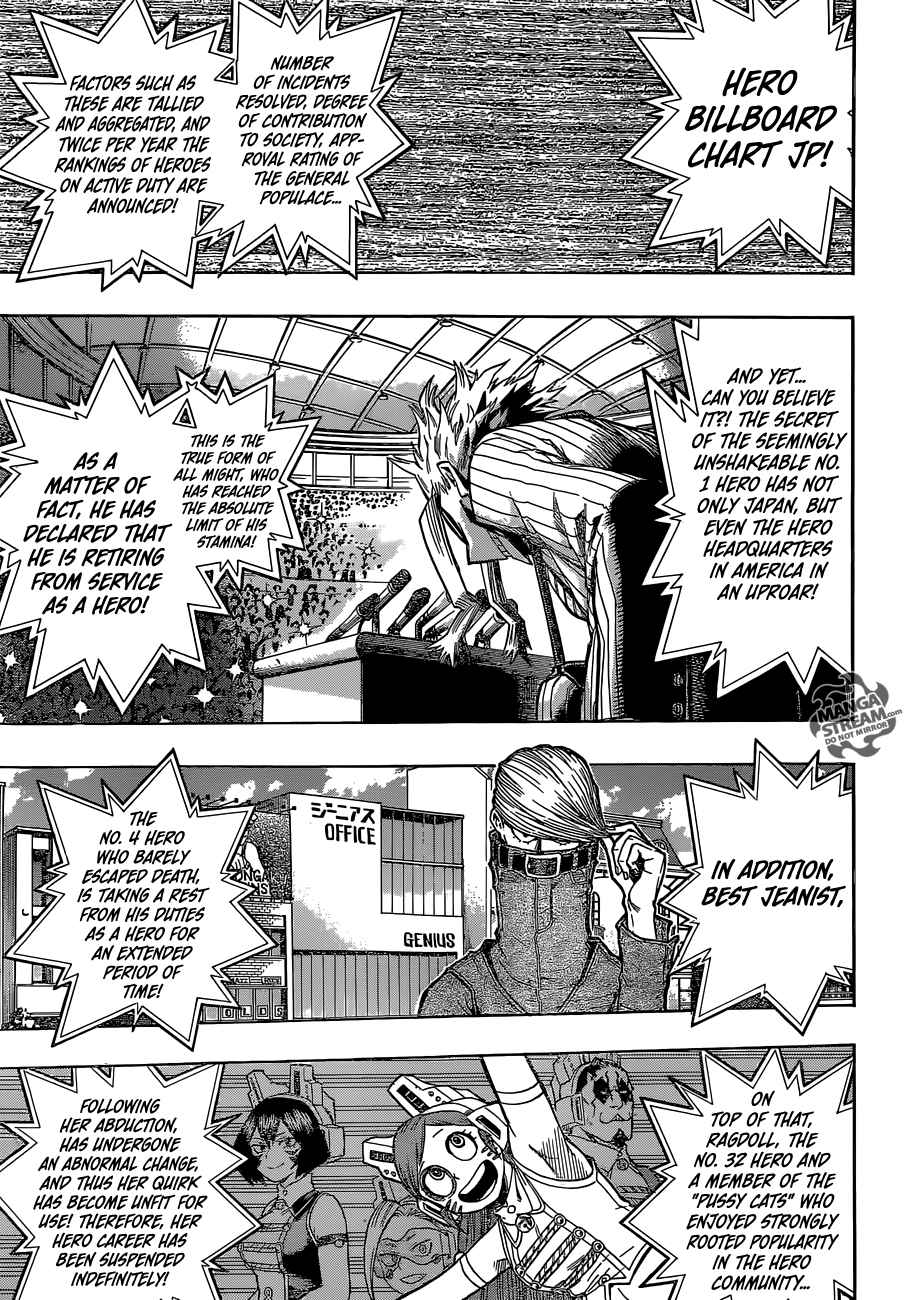 HERO
BILLBOARD
CHART JP!
NUMBER
OF INCIDENTS
RESOLVED, DEGREE
OF CONTRIBUTION
TO SOCIETY, APP-
ROVAL RATING OF
THE GENERAL
POPULACE...
FACTORS SUCH AS
THESE ARE TALLIED
AND AGGREGATED, AND
TWICE PER YEAR THE
RANKINGS OF HEROES
ON ACTIVE DUTY ARE
ANNOUNCED!
AND YET...
CAN YOU BELIEVE
IT?! THE SECRET
OF THE SEEMINGLY
UNSHAKEABLE NO.
1 HERO HAS NOT
ONLY JAPAN, BUT
EVEN THE HERO
HEADQUARTERS
IN AMERICA IN
AN UPROAR!
THIS IS THE
TRUE FORM OF
ALL MIGHT, WHO
HAS REACHED
THE ABSOLUTE
LIMIT OF HIS
STAMINA!
AS A
MATTER OF
FACT, HE HAS
DECLARED THAT
HE IS RETIRING
FROM SERVICE
AS A HERO!
MANGA
STREAM.COM
DO NOT MIRROR
IN ADDITION,
BEST JEANIST,
ジーニアス
OFFICE
GENIUS
THE
NO. 4 HERO
WHO BARELY
ESCAPED DEATH,
IS TAKING A REST
FROM HIS DUTIES
AS A HERO FOR
AN EXTENDED
PERIOD OF
TIME!
ON
TOP OF THAT,
RAGDOLL, THE
NO. 32 HERO AND
A MEMBER OF THE
"PUSSY CATS" WHO
ENJOYED STRONGLY
ROOTED POPULARITY
IN THE HERO
COMMUNITY...
FOLLOWING
HER ABDUCTION,
HAS UNDERGONE
AN ABNORMAL CHANGE,
AND THUS HER QUIRK
HAS BECOME UNFIT FOR
USE! THEREFORE, HER
HERO CAREER HAS
BEEN SUSPENDED
INDEFINITELY!